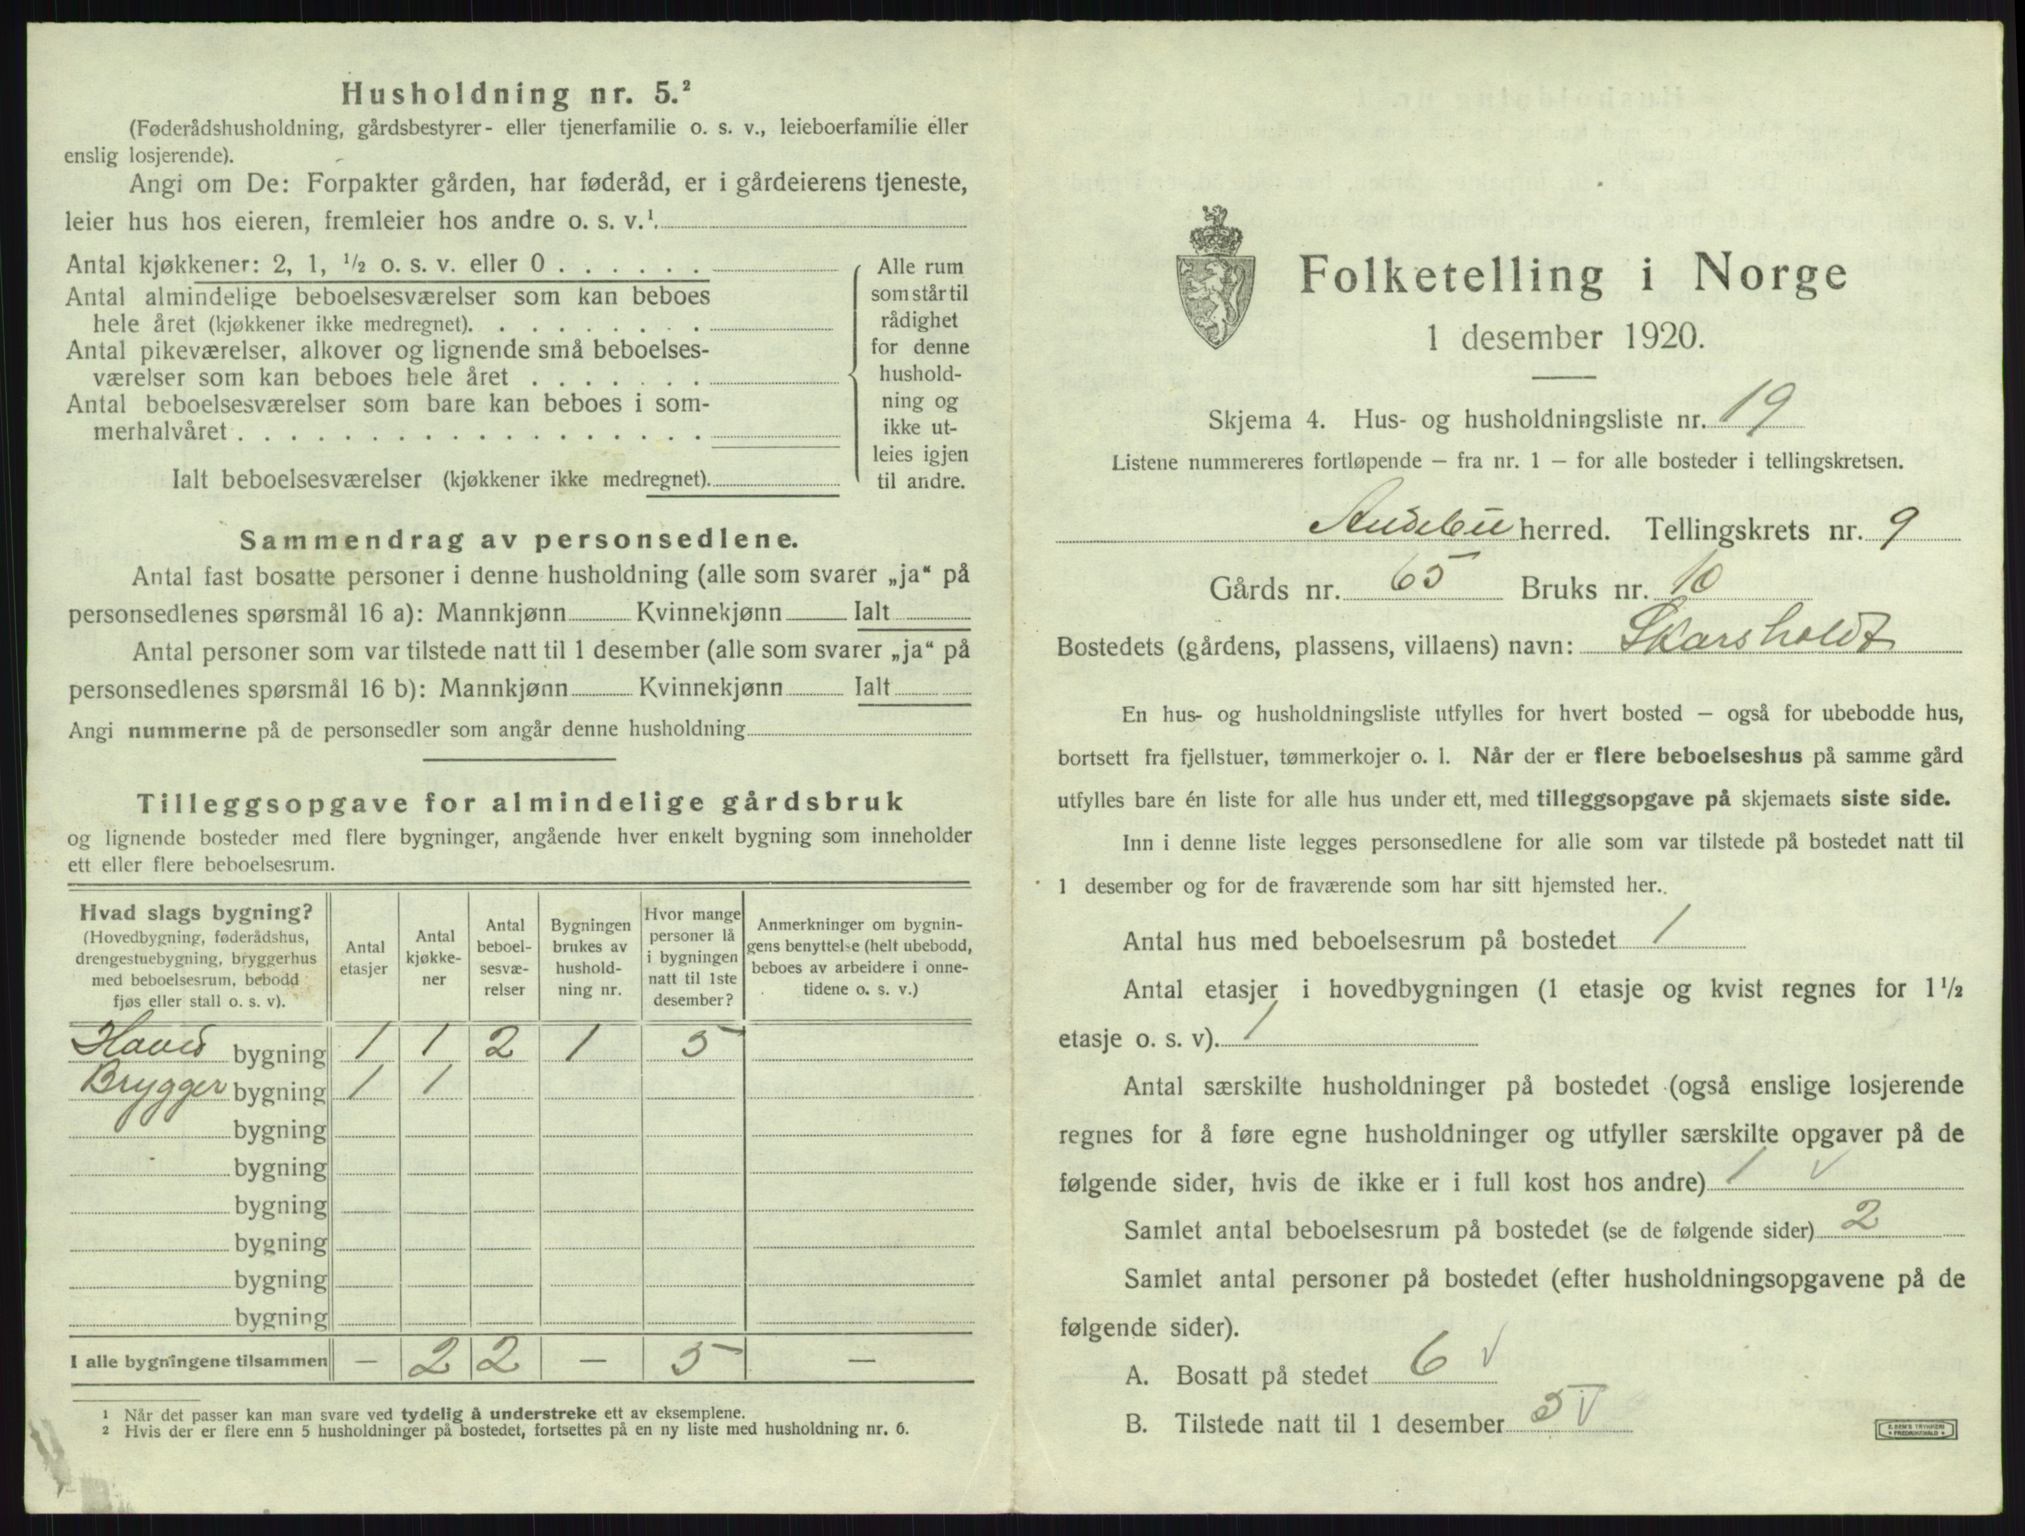 Husholdning nr. 5.²
(Føderådshusholdning, gårdsbestyrer- eller tjenerfamilie o. s. v., leieboerfamilie eller
enslig losjerende).
Angi om De: Forpakter gården, har føderåd, er i gårdeierens tjeneste,
leier hus hos eieren, fremleier hos andre o. s. v.¹.
Antal kjøkkener: 2, 1, ½ o. s. v. eller 0 . . . . . .
Antal almindelige beboelsesværelser som kan beboes
hele året (kjøkkener ikke medregnet). . . . . . . . .
Antal pikeværelser, alkover og lignende små beboelses-
værelser som kan beboes hele året . . . . . . .
Antal beboelsesværelser som bare kan beboes i som-
merhalvåret . . . . . . . . . . . . . . . . . .
Ialt beboelsesværelser (kjøkkener ikke medregnet).
Alle rum
som står til
rådighet
for denne
hushold-
ning og
ikke ut-
leies igjen
til andre.
Sammendrag av personsedlene.
Antal fast bosatte personer i denne husholdning (alle som svarer „ja“ på
personsedlenes spørsmål 16 a): Mannkjønn Kvinnekjønn Ialt
Antal personer som var tilstede natt til 1 desember (alle som svarer „ja“ på
personsedlenes spørsmål 16 b): Mannkjønn Kvinnekjønn Ialt
Angi nummerne på de personsedler som angår denne husholdning
Tilleggsopgave for almindelige gårdsbruk
og lignende bosteder med flere bygninger, angående hver enkelt bygning som inneholder
ett eller flere beboelsesrum.
Hvad slags bygning?
(Hovedbygning, føderådshus,
drengestuebygning, bryggerhus
med beboelsesrum, bebodd
fjøs eller stall o. s. v).
Antal
etasjer
Antal
kjøkke-
ner
Antal
beboel-
sesvæ-
relser
Bygningen
brukes av
hushold-
ning nr.
Hvor mange
personer lå
i bygningen
natt til 1ste
desember?
Anmerkninger om bygnin-
gens benyttelse (helt ubebodd,
beboes av arbeidere i onne-
tidene o. s. v.)
Hoved bygning 1 1 2 1 5
Brygger bygning 1 1
bygning
bygning
bygning
bygning
bygning
bygning
I alle bygningene tilsammen — 2 2 — 5 —
¹ Når det passer kan man svare ved tydelig å understreke ett av eksemplene.
² Hvis der er flere enn 5 husholdninger på bostedet, fortsettes på en ny liste med husholdning nr. 6.
Folketelling i Norge
1 desember 1920.
Skjema 4. Hus- og husholdningsliste nr. 19
Listene nummereres fortløpende – fra nr. 1 – for alle bosteder i tellingskretsen.
Andebu herred. Tellingskrets nr. 9
Gårds nr. 65 Bruks nr. 10
Bostedets (gårdens, plassens, villaens) navn: Skarsholdt
En hus- og husholdningsliste utfylles for hvert bosted – også for ubebodde hus,
bortsett fra fjellstuer, tømmerkojer o. l. Når der er flere beboelseshus på samme gård
utfylles bare én liste for alle hus under ett, med tilleggsopgave på skjemaets siste side.
Inn i denne liste legges personsedlene for alle som var tilstede på bostedet natt til
1 desember og for de fraværende som har sitt hjemsted her.
Antal hus med beboelsesrum på bostedet 1
Antal etasjer i hovedbygningen (1 etasje og kvist regnes for 1½
etasje o. s. v). 1
Antal særskilte husholdninger på bostedet (også enslige losjerende
regnes for å føre egne husholdninger og utfyller særskilte opgaver på de
følgende sider, hvis de ikke er i full kost hos andre) 1 ✓
Samlet antal beboelsesrum på bostedet (se de følgende sider) 2
Samlet antal personer på bostedet (efter husholdningsopgavene på de
følgende sider).
A. Bosatt på stedet 6 ✓
B. Tilstede natt til 1 desember 5 ✓